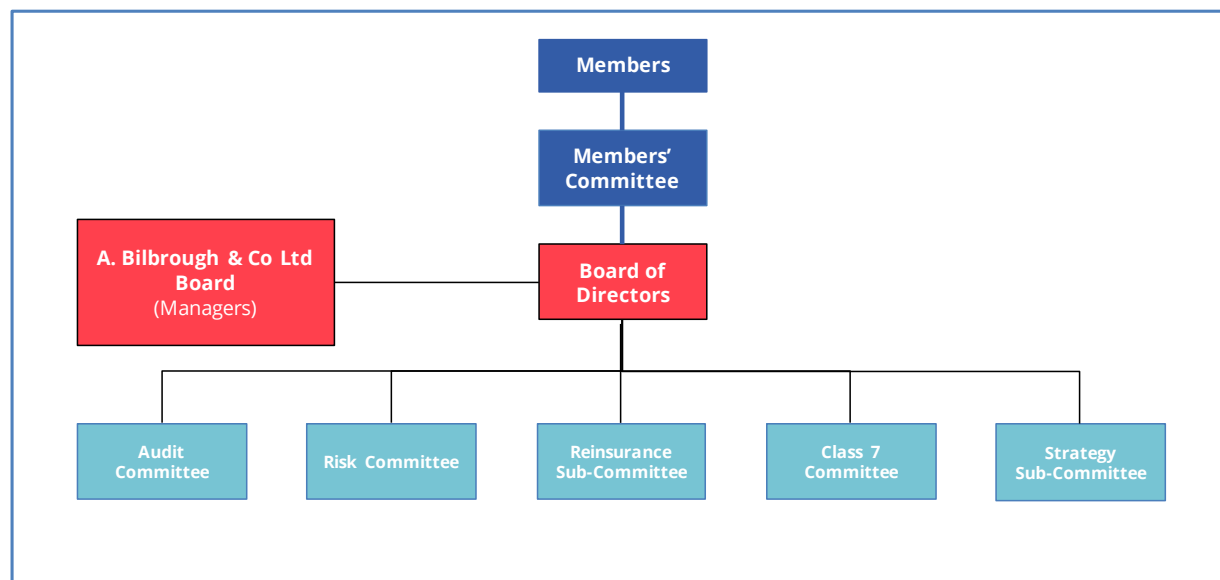 Members
Members’
Committee
A. Bilbrough & Co Ltd
Board
(Managers)
Board of
Directors
Audit
Committee
Risk Committee
Reinsurance
Sub-Committee
Class 7
Committee
Strategy
Sub-Committee